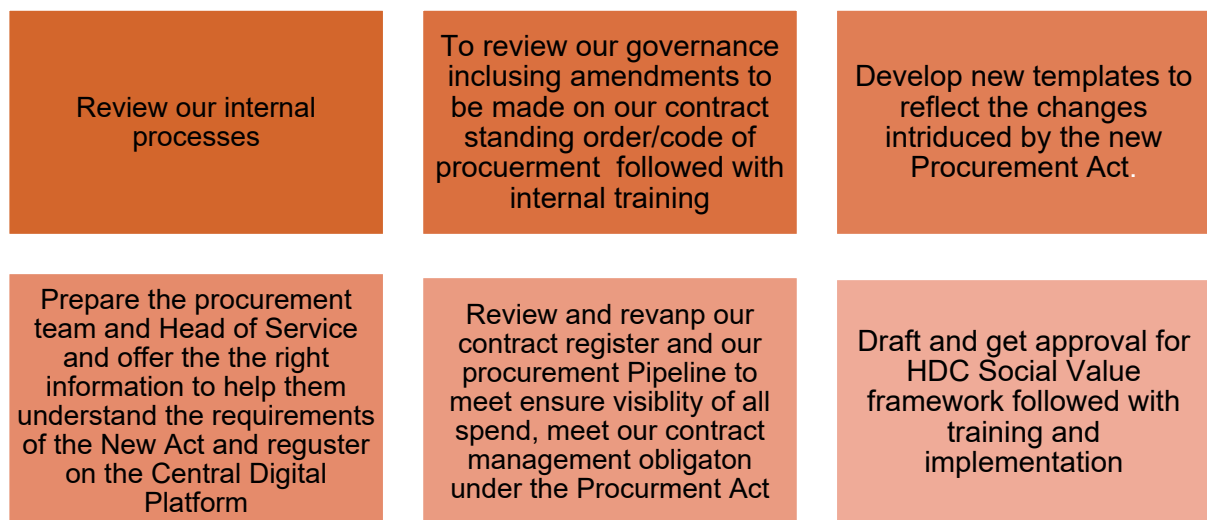 Review our internal
processes
To review our governance
inclusing amendments to
be made on our contract
standing order/code of
procuerment followed with
internal training
Develop new templates to
reflect the changes
intriduced by the new
Procurement Act.
Prepare the procurement
team and Head of Service
and offer the the right
information to help them
understand the requirements
of the New Act and reguster
on the Central Digital
Platform
Review and revanp our
contract register and our
procurement Pipeline to
meet ensure visiblity of all
spend, meet our contract
management obligaton
under the Procurment Act
Draft and get approval for
HDC Social Value
framework followed with
training and
implementation